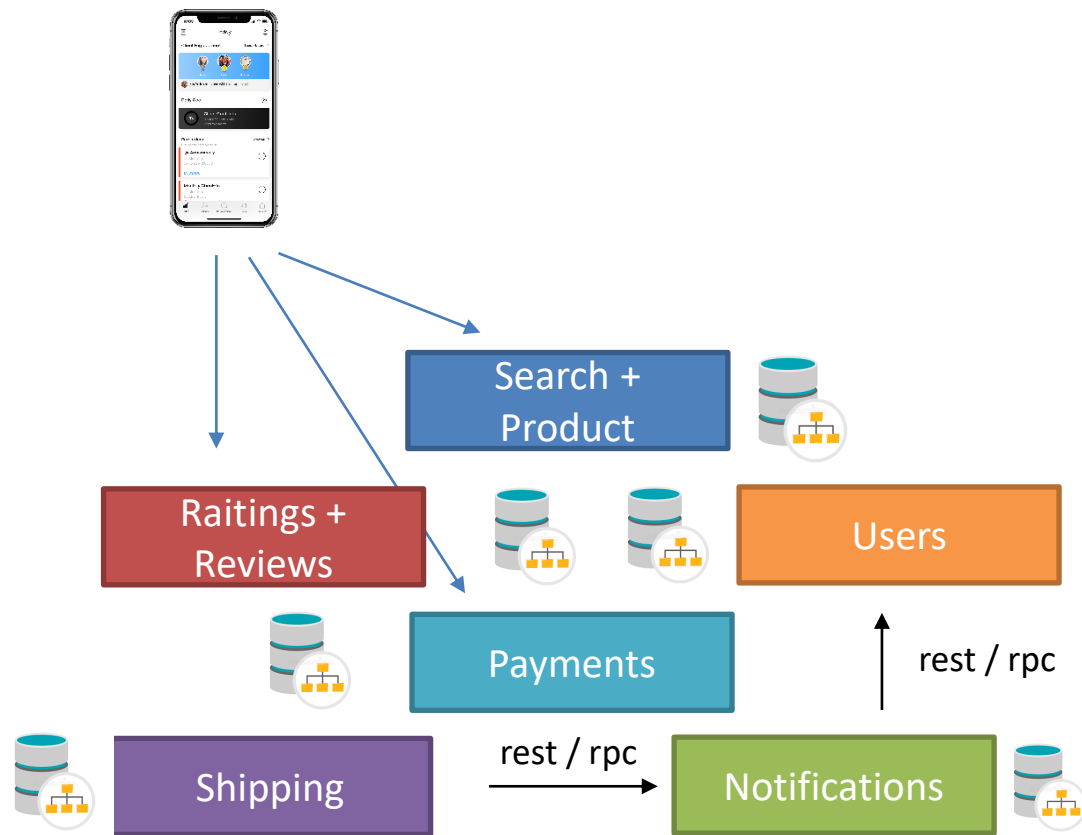 Search +
Product
Raitings +
Reviews
Users
Payments
rest / rpc
Shipping
rest / rpc
Notifications